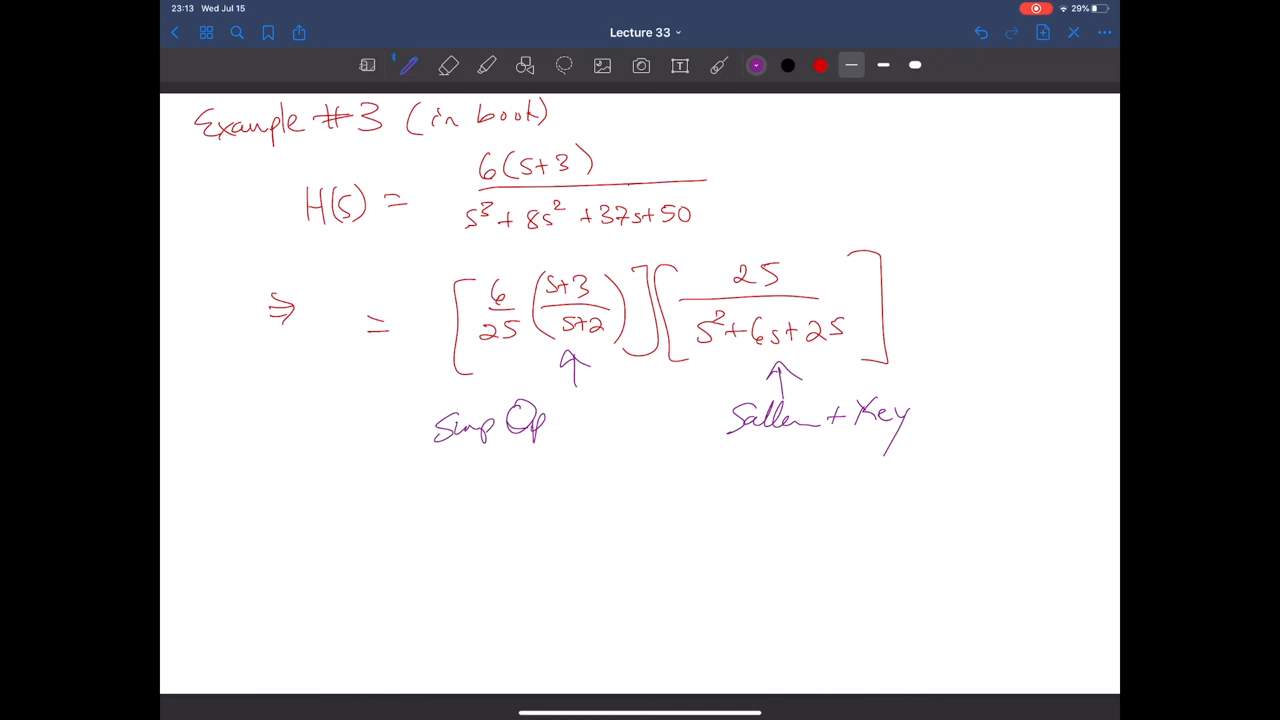 23:13 Wed Jul 15 29%
Lecture 33
Example #3 (in book)
H(s) = 6(s+3) / s³ + 8s² + 37s + 50
⇒ = [6/25 (s+3/s+2)] [25 / s² + 6s + 25]
Simp Op Sallen + Key